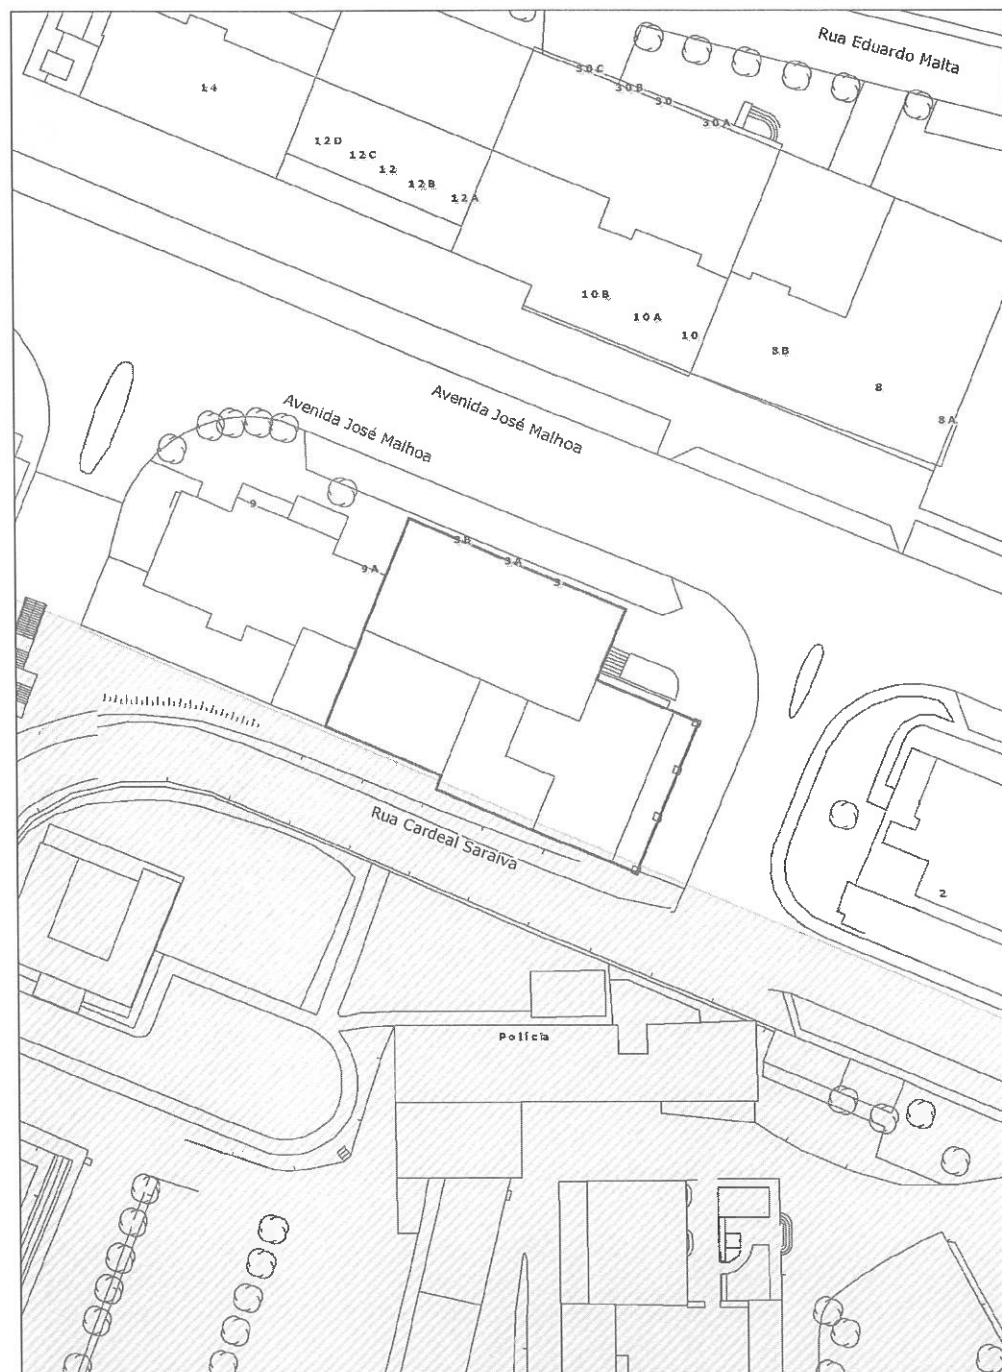 Rua Eduardo Malta
30C
30B
30
30A
14
12D
12C
12
12B
12A
10B
10A
10
8B
8
8A
Avenida José Malhoa
Avenida José Malhoa
9
9A
3B
3A
3
Rua Cardeal Saraiva
2
Polícia